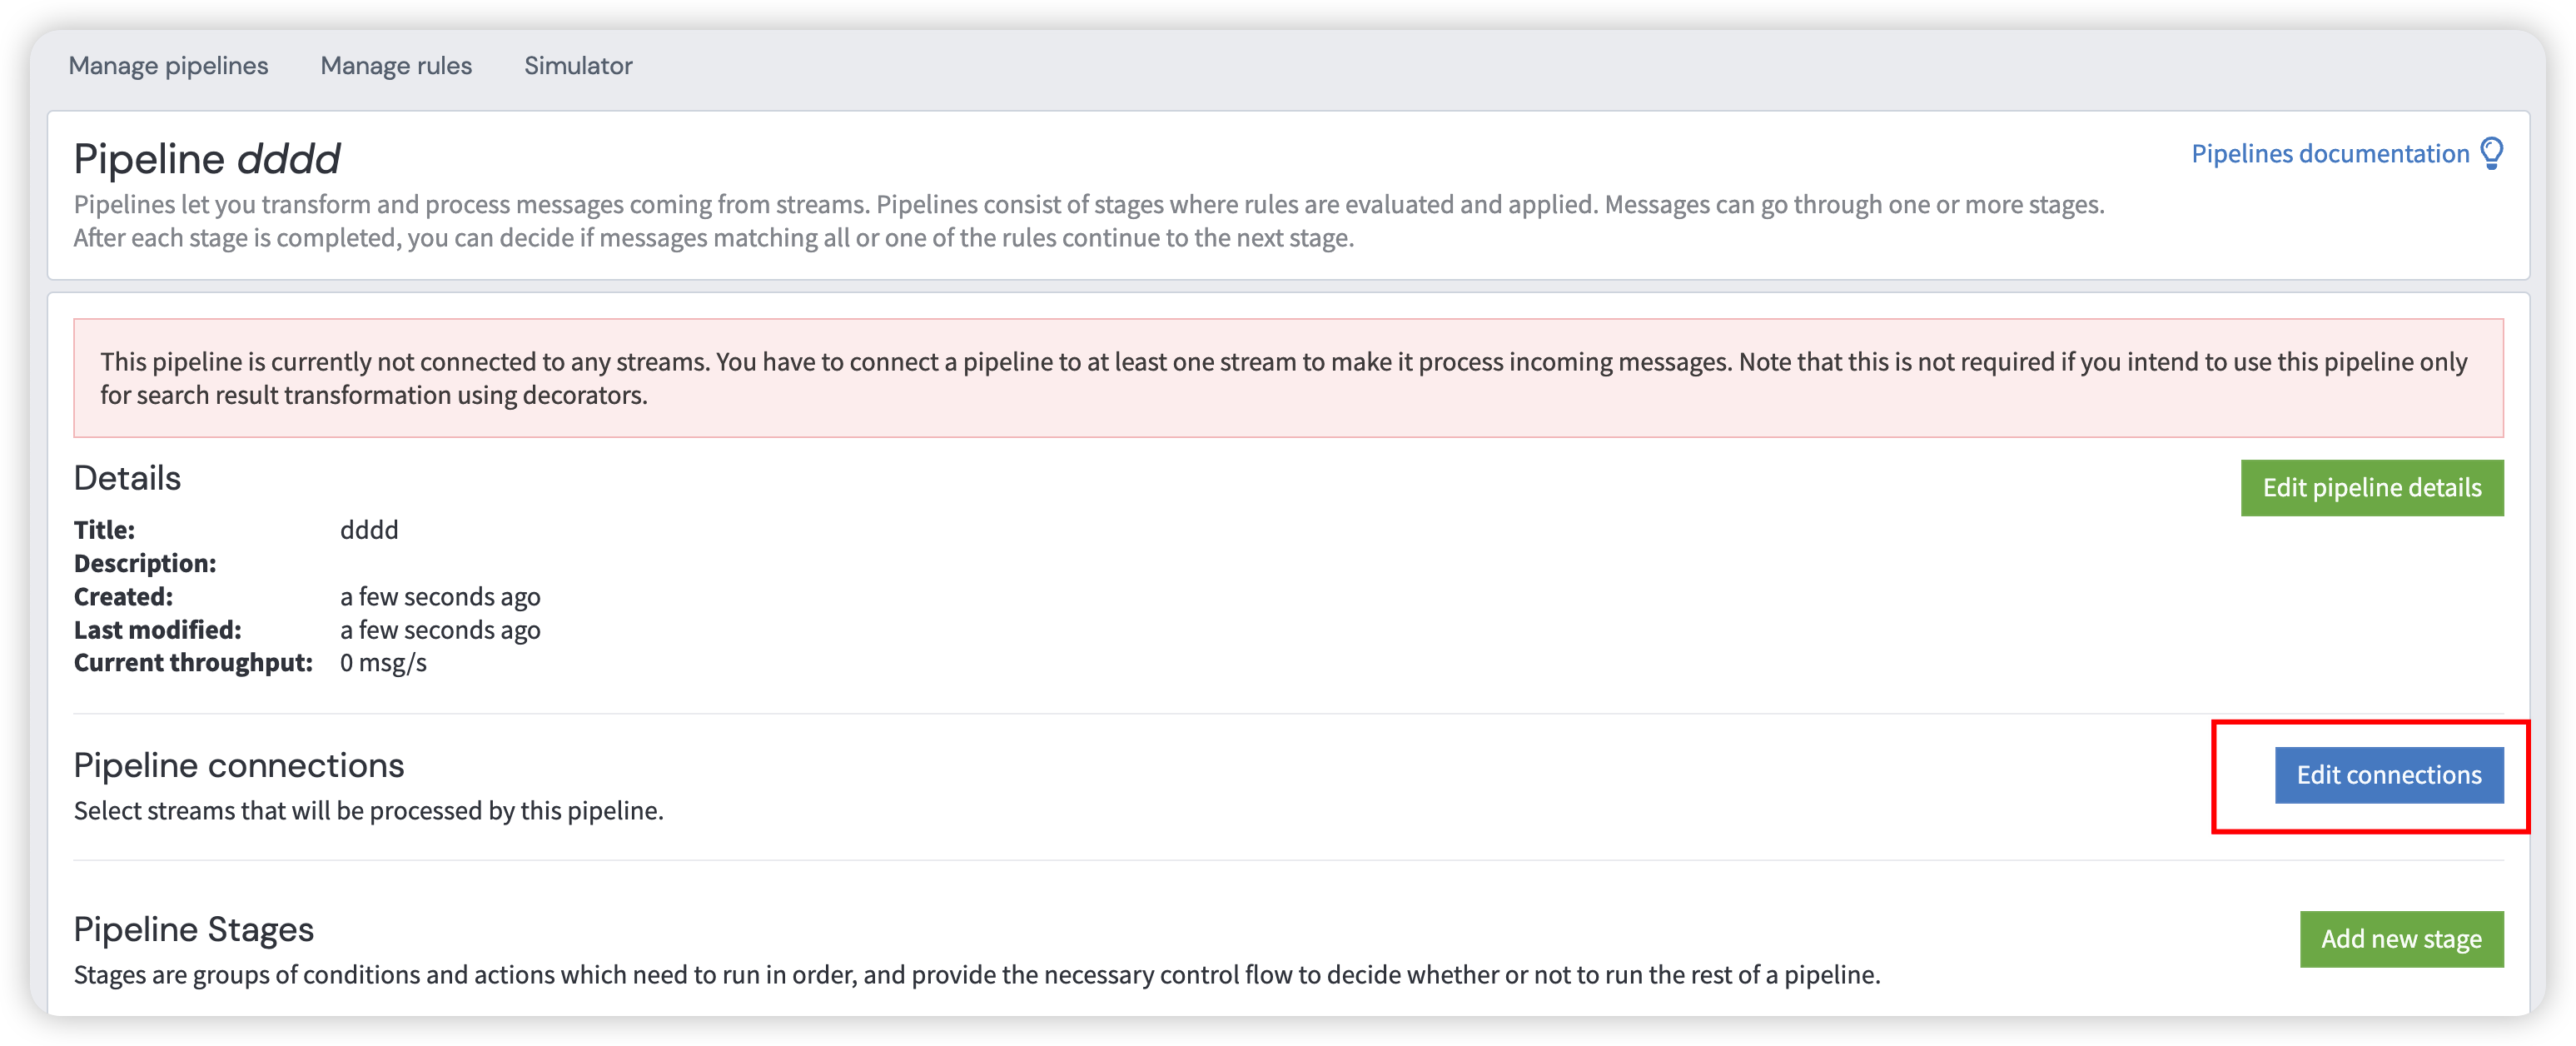 Manage pipelines Manage rules Simulator
Pipeline dddd
Pipelines documentation
Pipelines let you transform and process messages coming from streams. Pipelines consist of stages where rules are evaluated and applied. Messages can go through one or more stages.
After each stage is completed, you can decide if messages matching all or one of the rules continue to the next stage.
This pipeline is currently not connected to any streams. You have to connect a pipeline to at least one stream to make it process incoming messages. Note that this is not required if you intend to use this pipeline only
for search result transformation using decorators.
Details
Edit pipeline details
Title: dddd
Description:
Created: a few seconds ago
Last modified: a few seconds ago
Current throughput: 0 msg/s
Pipeline connections
Edit connections
Select streams that will be processed by this pipeline.
Pipeline Stages
Add new stage
Stages are groups of conditions and actions which need to run in order, and provide the necessary control flow to decide whether or not to run the rest of a pipeline.